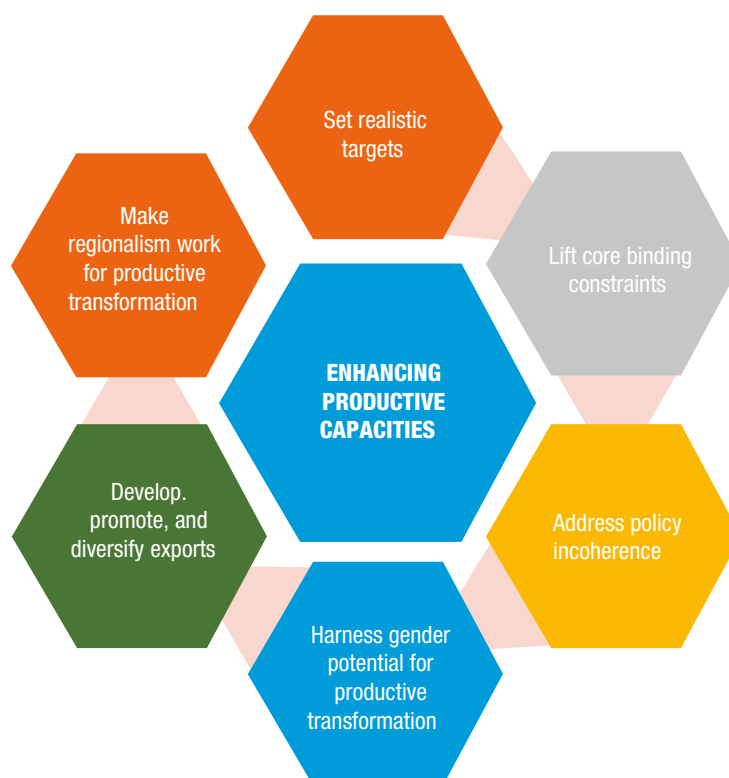 Set realistic
targets
Lift core binding
constraints
Address policy
incoherence
Harness gender
potential for
productive
transformation
Develop.
promote, and
diversify exports
Make
regionalism work
for productive
transformation
ENHANCING
PRODUCTIVE
CAPACITIES